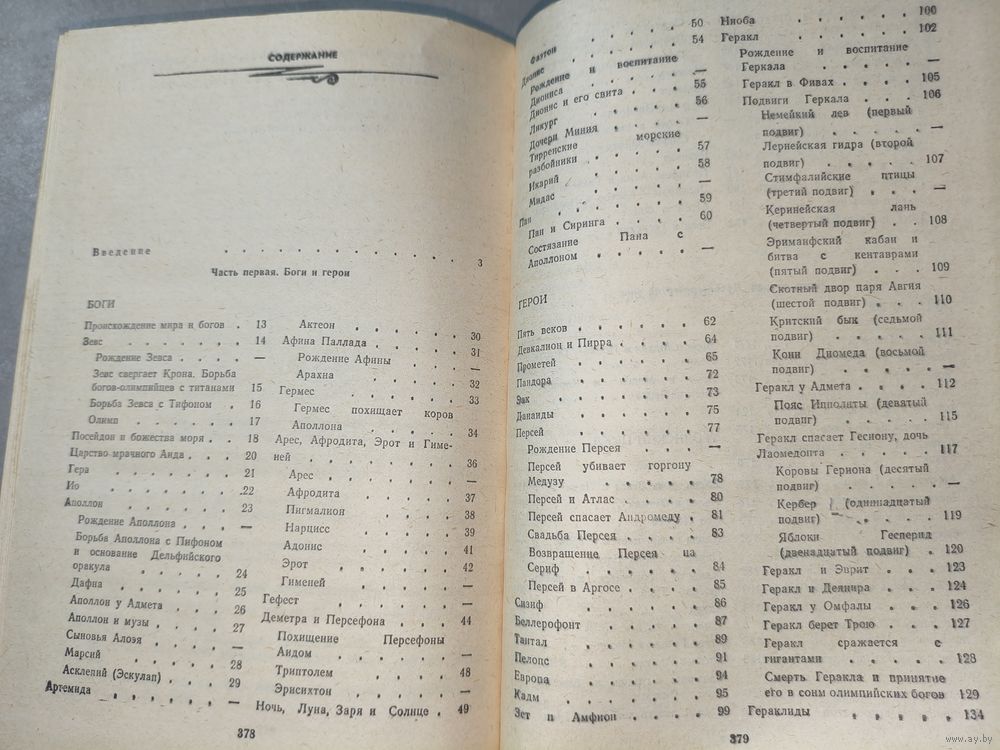 СОДЕРЖАНИЕ
Введение . . . . . . . . . . . . 3
Часть первая. Боги и герои
БОГИ
Происхождение мира и богов . 13
Зевс . . . . . . . . 14
Рождение Зевса . . . . —
Зевс свергает Крона. Борьба
богов-олимпийцев с титанами 15
Борьба Зевса с Тифоном . 16
Олимп . . . . . . 17
Посейдон и божества моря . 18
Царство мрачного Аида . . . 20
Гера . . . . . . . . 21
Ио . . . . . . . . 22
Аполлон . . . . . . . 23
Рождение Аполлона . . . —
Борьба Аполлона с Пифоном
и основание Дельфийского
оракула . . . . . . 24
Дафна . . . . . . 25
Аполлон у Адмета . . . 26
Аполлон и музы . . . . 27
Сыновья Алоэя . . . . —
Марсий . . . . . . 28
Асклепий (Эскулап) . . . 29
Артемида . . . . . . . —
Актеон . . . . . . 30
Афина Паллада . . . . . 31
Рождение Афины . . . . —
Арахна . . . . . . 32
Гермес . . . . . . . 33
Гермес похищает коров
Аполлона . . . . . . 34
Арес, Афродита, Эрот и Гиме-
ней . . . . . . . . 36
Арес . . . . . . . —
Афродита . . . . . . 37
Пигмалион . . . . . 38
Нарцисс . . . . . . 39
Адонис . . . . . . 41
Эрот . . . . . . . 42
Гименей . . . . . . —
Гефест . . . . . . . —
Деметра и Персефона . . . 44
Похищение Персефоны
Аидом . . . . . . . —
Триптолем . . . . . 48
Эрисихтон . . . . . —
Ночь, Луна, Заря и Солнце . 49
378
Фаэтон . . . . . . 50
Дионис . . . . . . . 54
Рождение и воспитание
Диониса . . . . . . —
Дионис и его свита . . . 55
Ликург . . . . . . 56
Дочери Миния . . . . —
Тирренские морские
разбойники . . . . . 57
Икарий . . . . . . 58
Мидас . . . . . . —
Пан . . . . . . . . 59
Пан и Сиринга . . . . 60
Состязание Пана с
Аполлоном . . . . . —
ГЕРОИ
Пять веков . . . . . . 62
Девкалион и Пирра . . . . 64
Прометей . . . . . . 65
Пандора . . . . . . . 72
Эак . . . . . . . . 73
Данаиды . . . . . . . 75
Персей . . . . . . . 77
Рождение Персея . . . . —
Персей убивает горгону
Медузу . . . . . . 78
Персей и Атлас . . . . 80
Персей спасает Андромеду . 81
Свадьба Персея . . . . 83
Возвращение Персея на
Сериф . . . . . . . 84
Персей в Аргосе . . . . 85
Сизиф . . . . . . . 86
Беллерофонт . . . . . 87
Тантал . . . . . . . 89
Пелопс . . . . . . . 91
Европа . . . . . . . 94
Кадм . . . . . . . 95
Зет и Амфион . . . . . 99
Ниоба . . . . . . . 100
Геракл . . . . . . . 102
Рождение и воспитание
Геркала . . . . . . —
Геракл в Фивах . . . . 105
Подвиги Геркала . . . . 106
Немейкий лев (первый
подвиг) . . . . . —
Лернейская гидра (второй
подвиг) . . . . . 107
Стимфалийские птицы
(третий подвиг) . . . —
Керинейская лань
(четвертый подвиг) . . 108
Эриманфский кабан и
битва с кентаврами
(пятый подвиг) . . . 109
Скотный двор царя Авгия
(шестой подвиг) . . . 110
Критский бык (седьмой
подвиг) . . . . . 111
Кони Диомеда (восьмой
подвиг) . . . . . —
Геракл у Адмета . . . 112
Пояс Ипполиты (девятый
подвиг) . . . . . 115
Геракл спасает Гесиону, дочь
Лаомедонта . . . . . 117
Коровы Гериона (десятый
подвиг) . . . . . —
Кербер (одиннадцатый
подвиг) . . . . . 119
Яблоки Гесперид
(двенадцатый подвиг) . 120
Геракл и Эврит . . . 123
Геракл и Деянира . . . 124
Геракл у Омфалы . . . 126
Геракл берет Трою . . . 127
Геракл сражается с
гигантами . . . . . 128
Смерть Геракла и принятие
его в сонм олимпийских богов 129
Гераклиды . . . . . . 134
379
www.ay.by